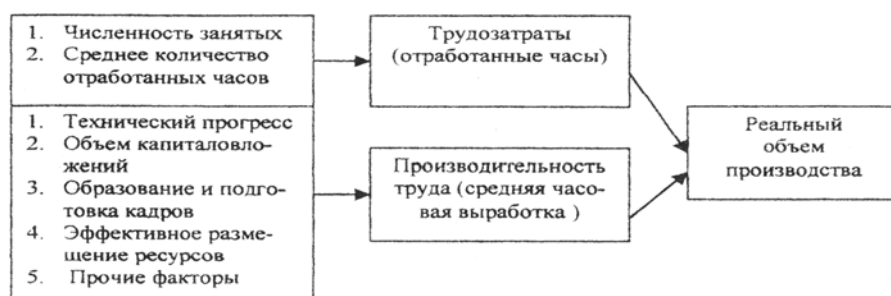 1. Численность занятых
2. Среднее количество
отработанных часов
1. Технический прогресс
2. Объем капиталовло-
жений
3. Образование и подго-
товка кадров
4. Эффективное разме-
щение ресурсов
5. Прочие факторы
Трудозатраты
(отработанные часы)
Производительность
труда (средняя часо-
вая выработка )
Реальный
объем
производства